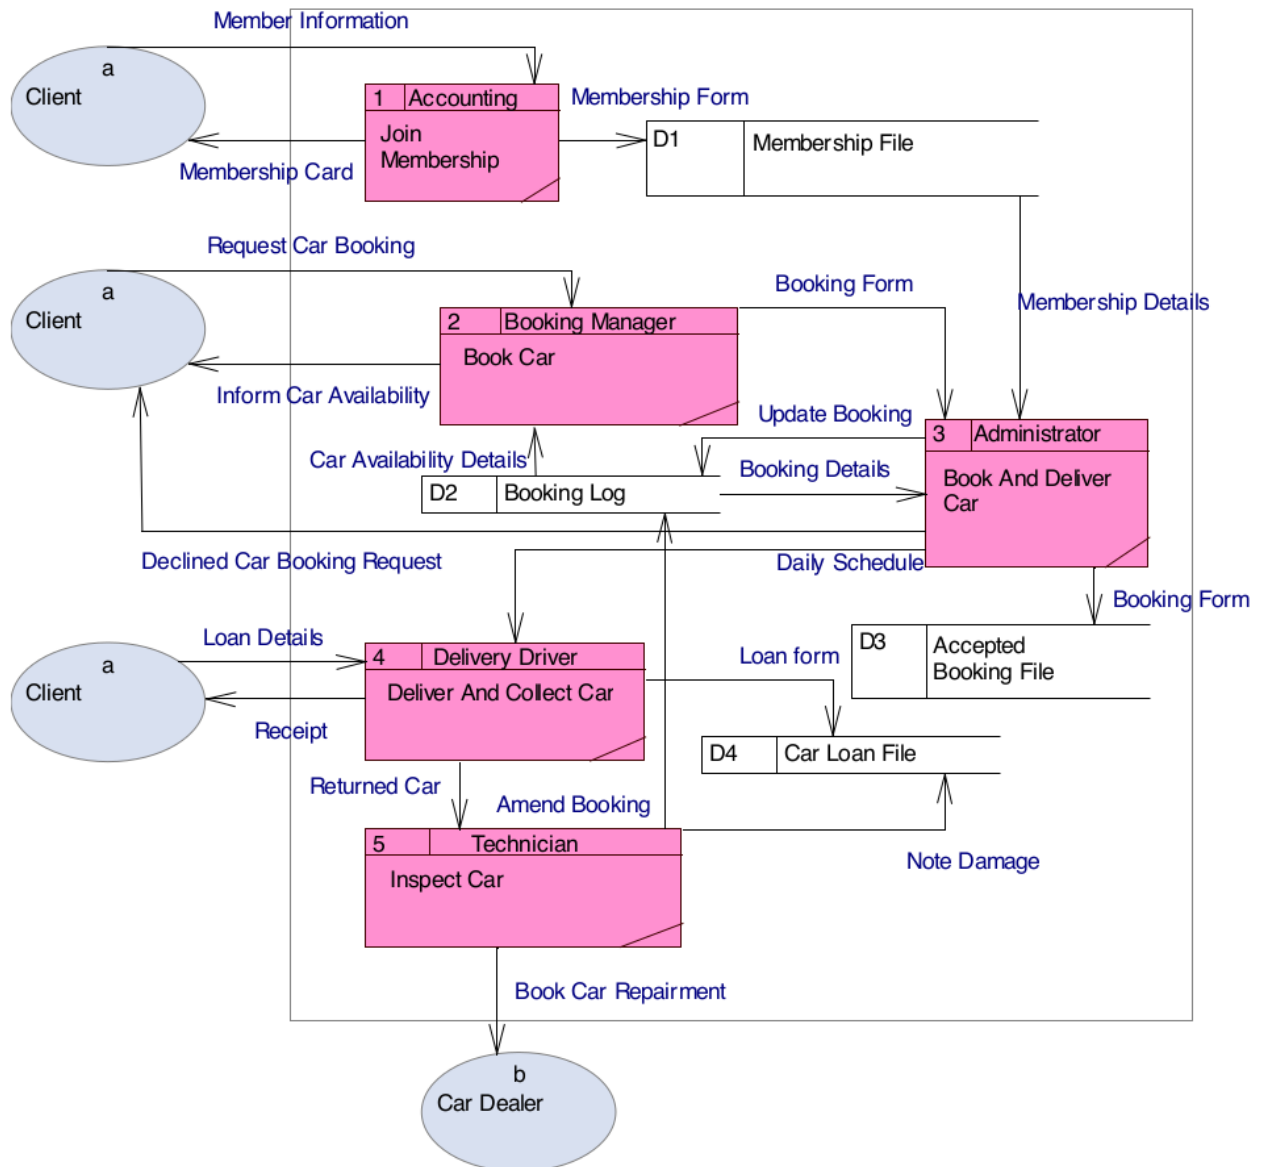 Member Information
a
Client
1 Accounting
Membership Form
Join
Membership
D1 Membership File
Membership Card
Request Car Booking
a
Client
Booking Form
Membership Details
2 Booking Manager
Book Car
Inform Car Availability
Update Booking
3 Administrator
Car Availability Details
Booking Details
Book And Deliver
Car
D2 Booking Log
Declined Car Booking Request
Daily Schedule
Booking Form
Loan Details
a
Client
4 Delivery Driver
Deliver And Collect Car
Loan form
D3 Accepted
Booking File
Receipt
D4 Car Loan File
Returned Car
Amend Booking
5 Technician
Inspect Car
Note Damage
Book Car Repairment
b
Car Dealer